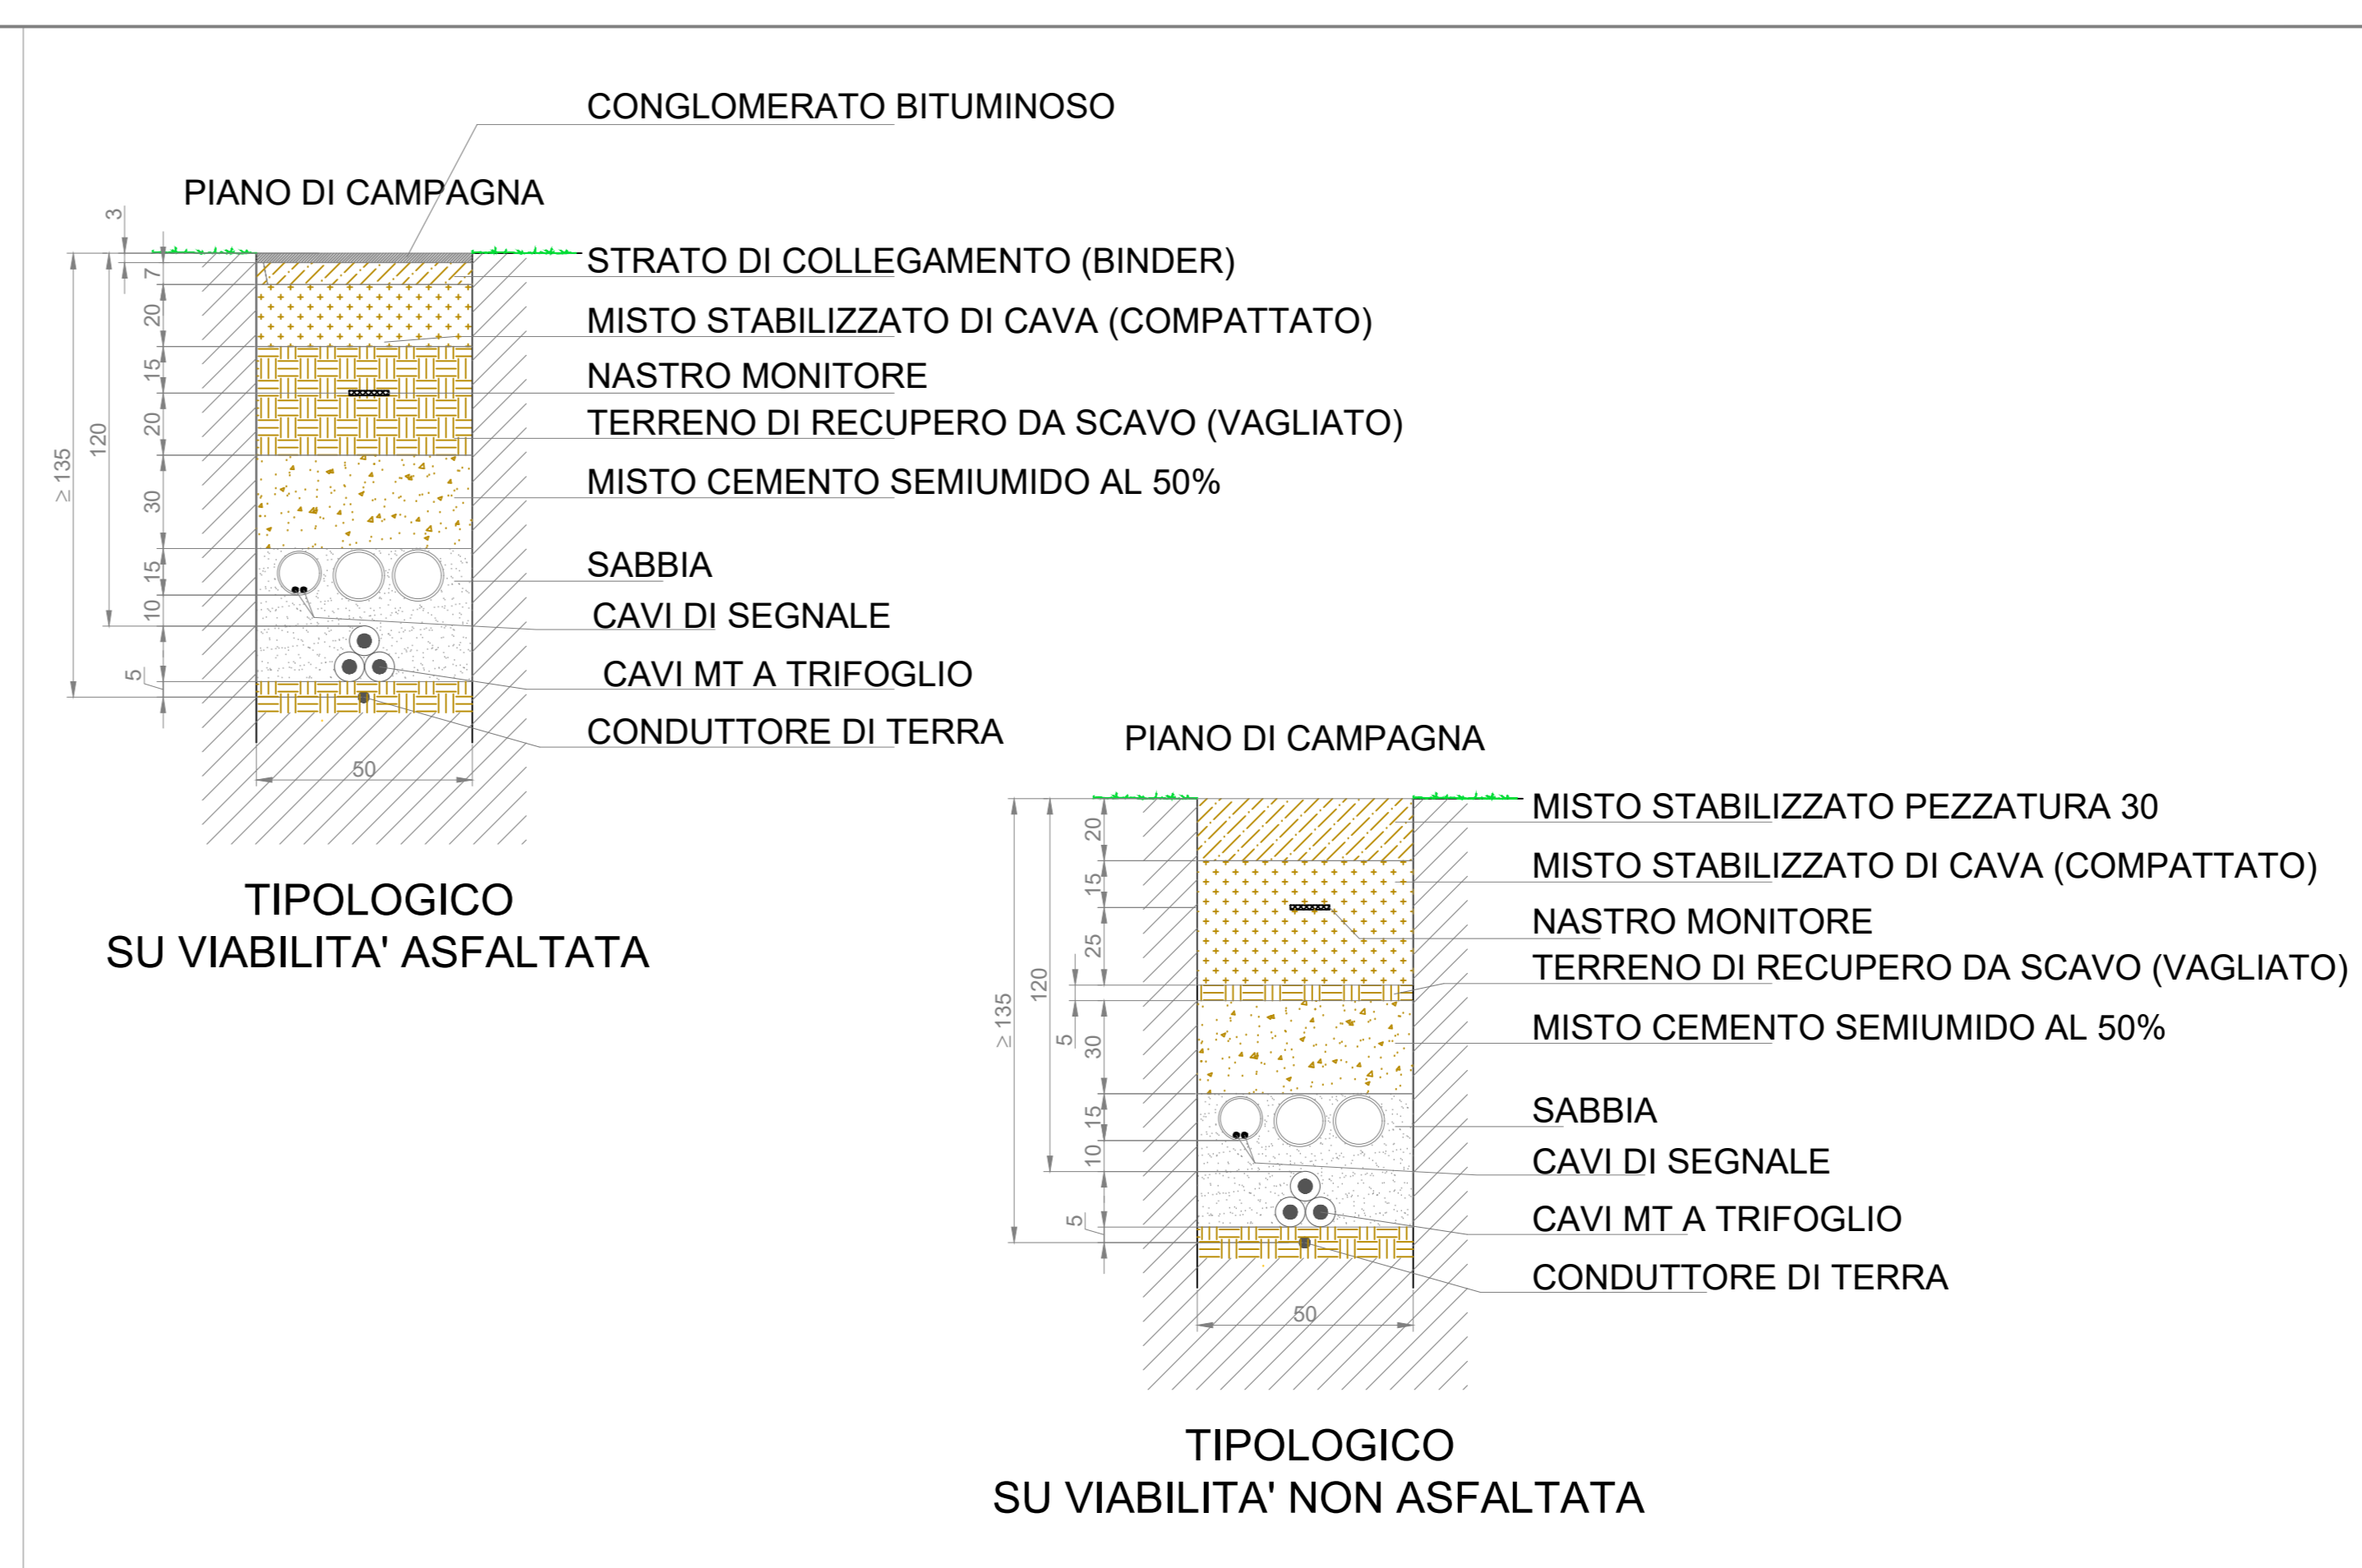 CONGLOMERATO BITUMINOSO
PIANO DI CAMPAGNA
STRATO DI COLLEGAMENTO (BINDER)
MISTO STABILIZZATO DI CAVA (COMPATTATO)
NASTRO MONITORE
TERRENO DI RECUPERO DA SCAVO (VAGLIATO)
MISTO CEMENTO SEMIUMIDO AL 50%
SABBIA
CAVI DI SEGNALE
CAVI MT A TRIFOGLIO
CONDUTTORE DI TERRA
3
7
20
15
20
30
15
10
5
120
≥ 135
50
TIPOLOGICO
SU VIABILITA' ASFALTATA
PIANO DI CAMPAGNA
MISTO STABILIZZATO PEZZATURA 30
MISTO STABILIZZATO DI CAVA (COMPATTATO)
NASTRO MONITORE
TERRENO DI RECUPERO DA SCAVO (VAGLIATO)
MISTO CEMENTO SEMIUMIDO AL 50%
SABBIA
CAVI DI SEGNALE
CAVI MT A TRIFOGLIO
CONDUTTORE DI TERRA
20
15
25
5
30
15
10
5
120
≥ 135
50
TIPOLOGICO
SU VIABILITA' NON ASFALTATA